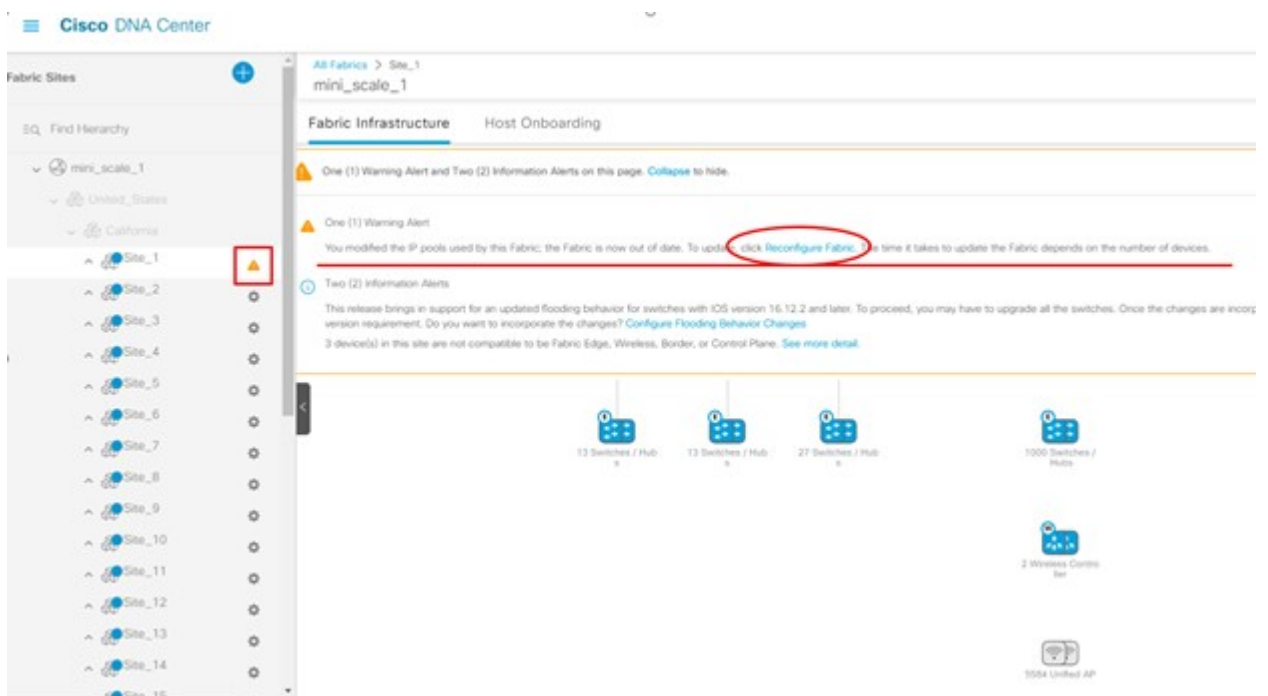 Cisco DNA Center
Fabric Sites
Find Hierarchy
mini_scale_1
United_States
California
Site_1
Site_2
Site_3
Site_4
Site_5
Site_6
Site_7
Site_8
Site_9
Site_10
Site_11
Site_12
Site_13
Site_14
All Fabrics > Site_1
mini_scale_1
Fabric Infrastructure Host Onboarding
One (1) Warning Alert and Two (2) Information Alerts on this page. Collapse to hide.
One (1) Warning Alert
You modified the IP pools used by this Fabric; the Fabric is now out of date. To update, click Reconfigure Fabric. The time it takes to update the Fabric depends on the number of devices.
Two (2) Information Alerts
This release brings in support for an updated flooding behavior for switches with IOS version 16.12.2 and later. To proceed, you may have to upgrade all the switches. Once the changes are incorp
version requirement. Do you want to incorporate the changes? Configure Flooding Behavior Changes
3 device(s) in this site are not compatible to be Fabric Edge, Wireless, Border, or Control Plane. See more detail.
13 Switches / Hub
s
13 Switches / Hub
s
27 Switches / Hub
s
1000 Switches /
Hubs
2 Wireless Contro
ller
5584 Unified AP